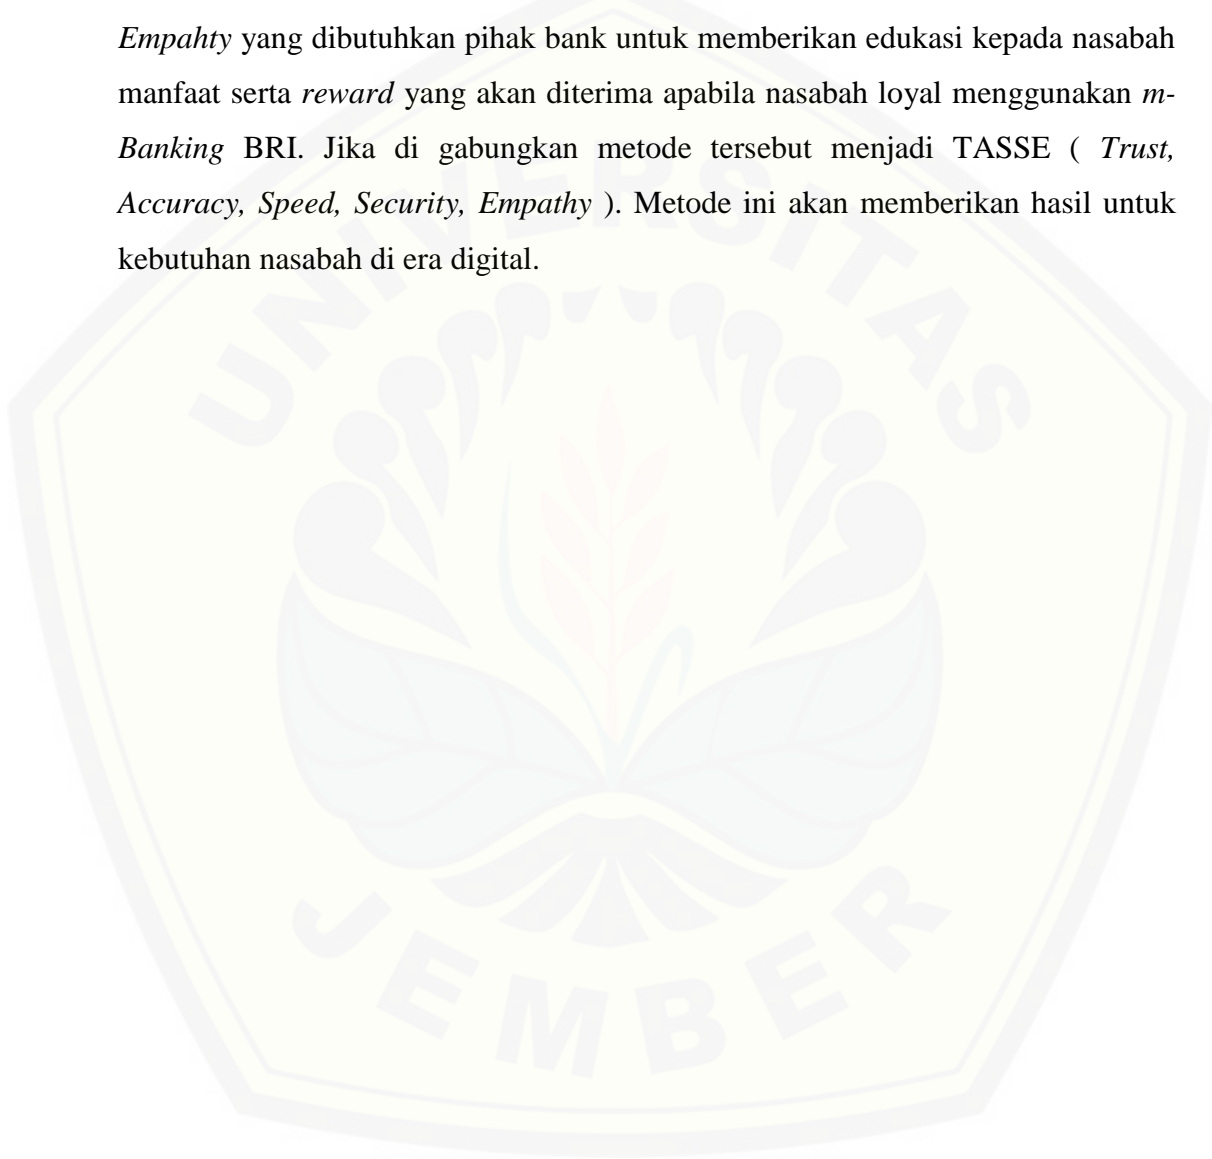 Empahty yang dibutuhkan pihak bank untuk memberikan edukasi kepada nasabah
manfaat serta reward yang akan diterima apabila nasabah loyal menggunakan m-
Banking BRI. Jika di gabungkan metode tersebut menjadi TASSE ( Trust,
Accuracy, Speed, Security, Empathy ). Metode ini akan memberikan hasil untuk
kebutuhan nasabah di era digital.
UNIVERSITAS
JEMBER